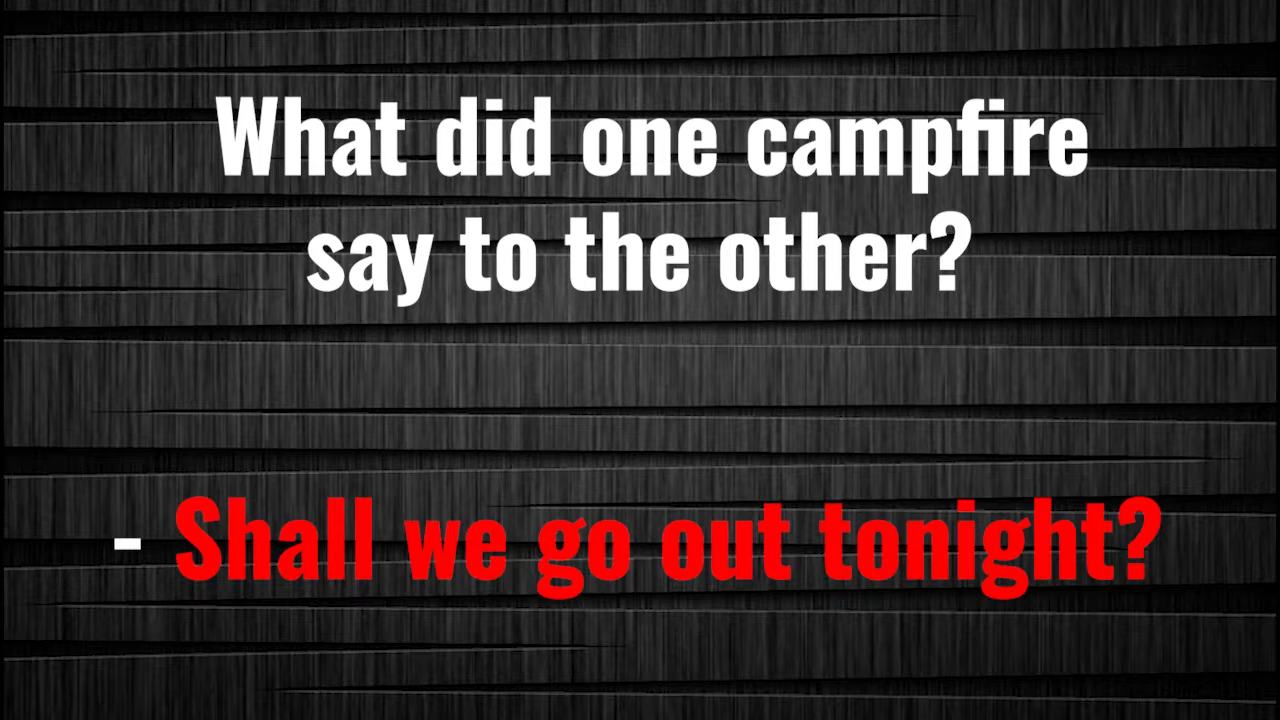 What did one campfire
say to the other?
- Shall we go out tonight?